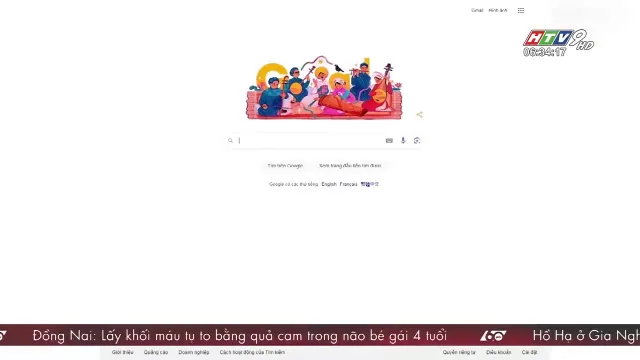 Gmail Hình ảnh
HTV9 HD
06:34:17
Tìm trên Google Xem trang đầu tiên tìm được
Google có các thứ tiếng: English Français 繁體中文
60
Đồng Nai: Lấy khối máu tụ to bằng quả cam trong não bé gái 4 tuổi
60
Hồ Hạ ở Gia Ngh
Giới thiệu Quảng cáo Doanh nghiệp Cách hoạt động của Tìm kiếm Quyền riêng tư Điều khoản Cài đặt